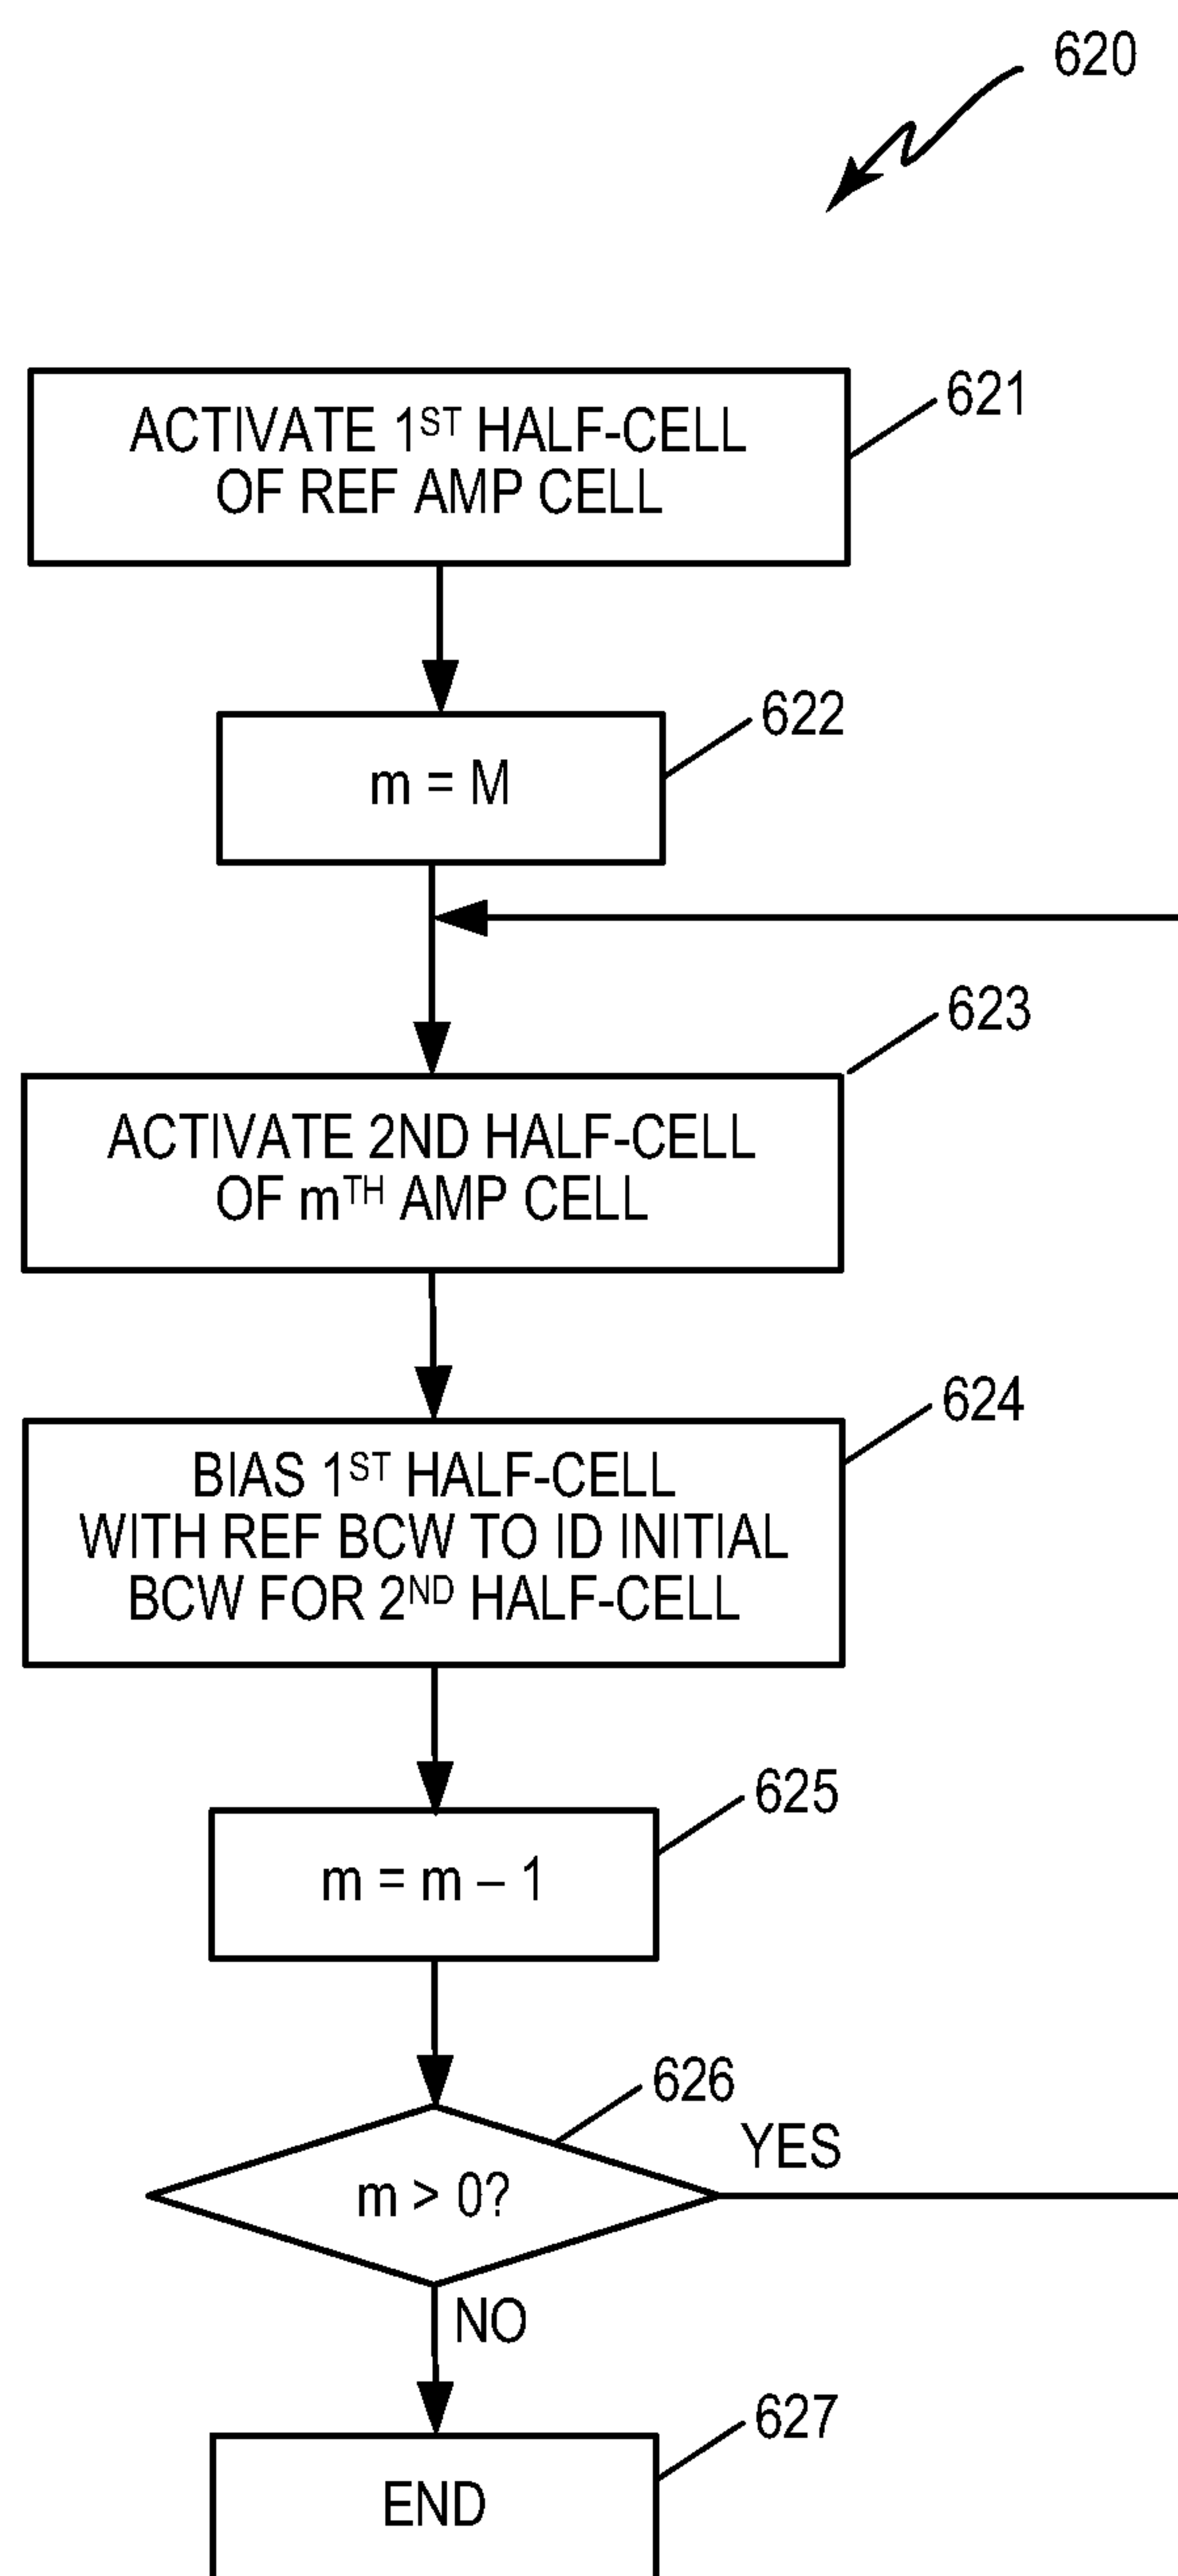 620
ACTIVATE 1ST HALF-CELL
OF REF AMP CELL
621
m = M
622
623
ACTIVATE 2ND HALF-CELL
OF mTH AMP CELL
624
BIAS 1ST HALF-CELL
WITH REF BCW TO ID INITIAL
BCW FOR 2ND HALF-CELL
625
m = m – 1
626
YES
m > 0?
NO
627
END